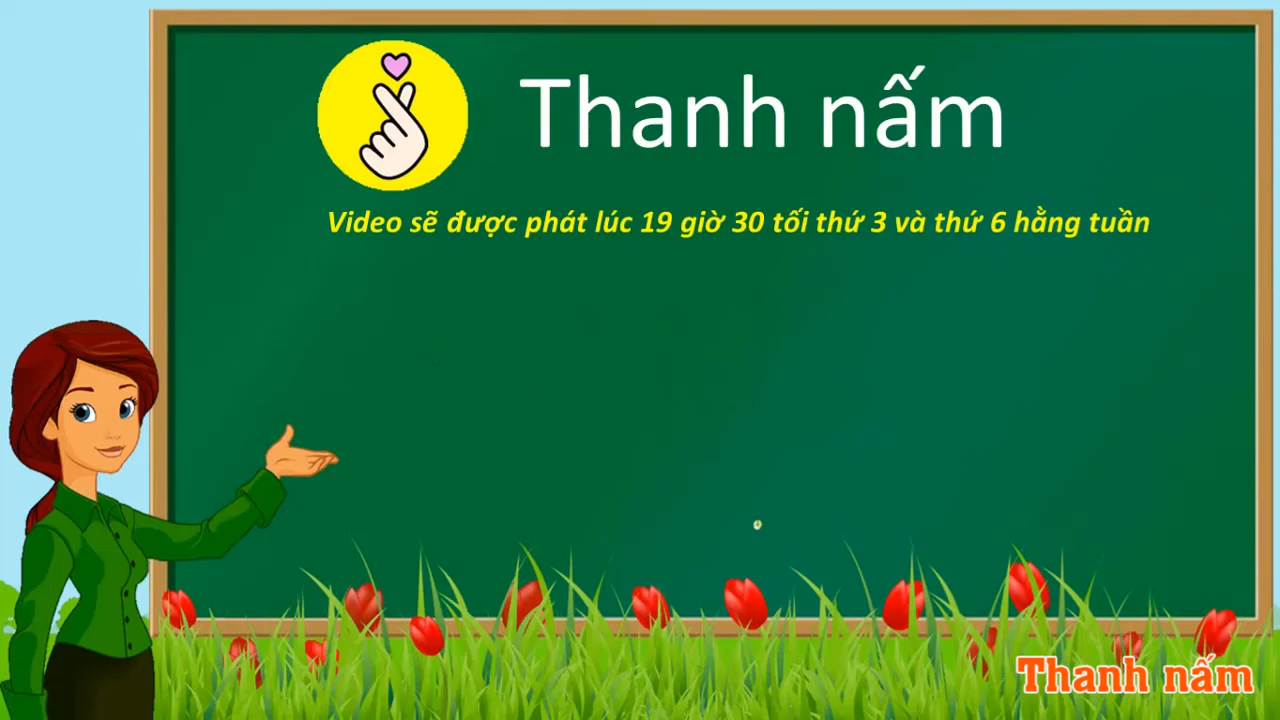 Thanh nấm
Video sẽ được phát lúc 19 giờ 30 tối thứ 3 và thứ 6 hằng tuần
Thanh nấm